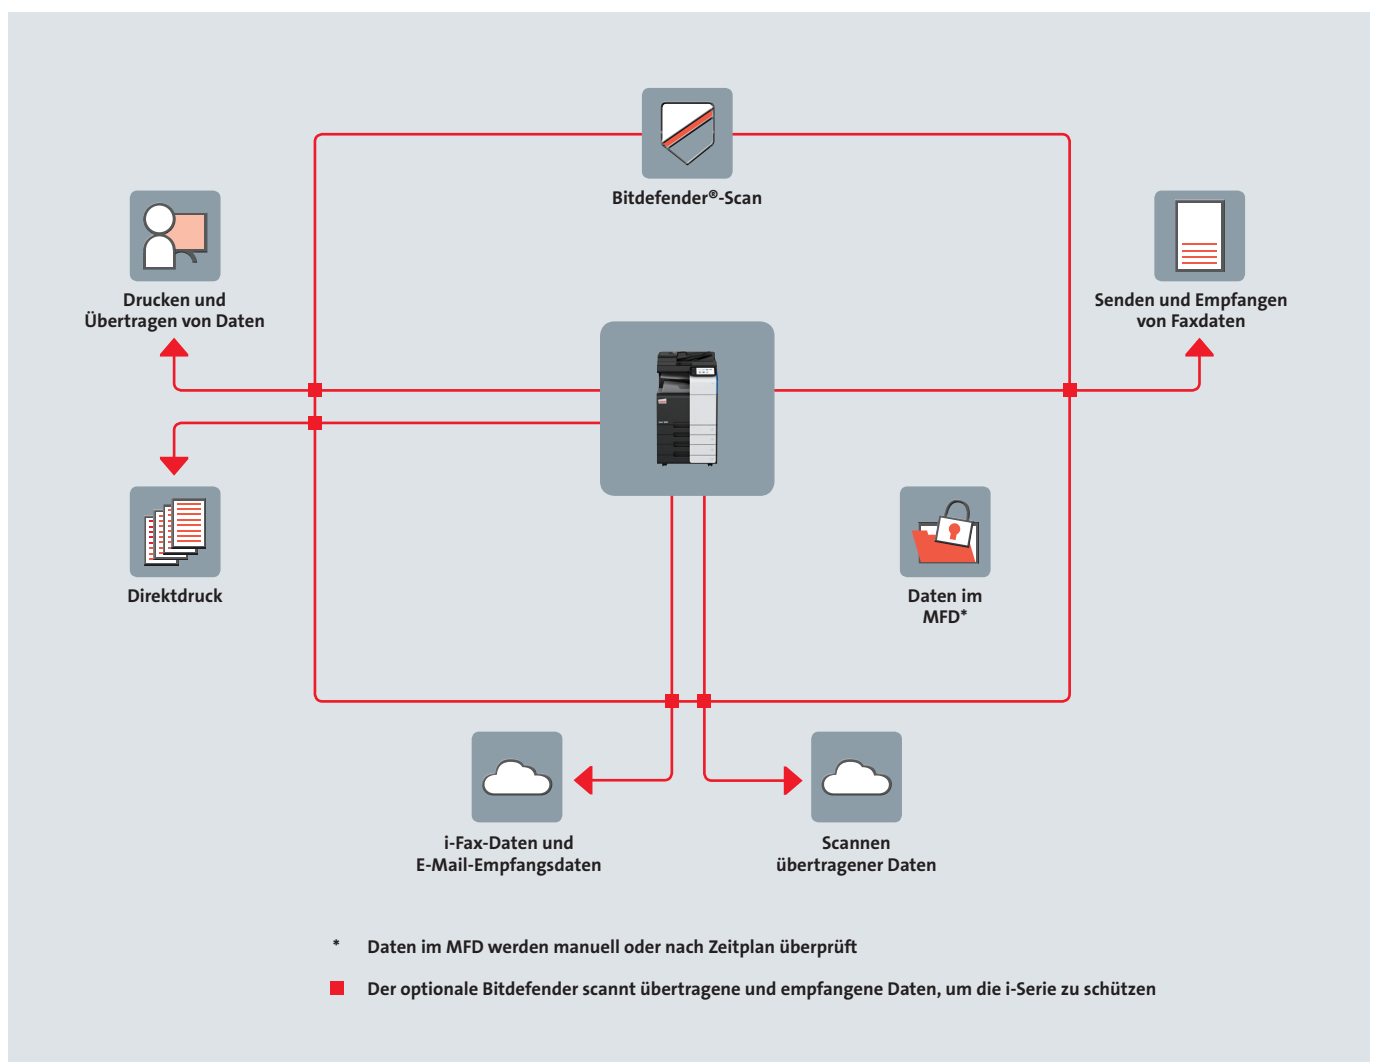 Bitdefender®-Scan
Drucken und
Übertragen von Daten
Senden und Empfangen
von Faxdaten
Direktdruck
Daten im
MFD*
i-Fax-Daten und
E-Mail-Empfangsdaten
Scannen
übertragener Daten
* Daten im MFD werden manuell oder nach Zeitplan überprüft
Der optionale Bitdefender scannt übertragene und empfangene Daten, um die i-Serie zu schützen